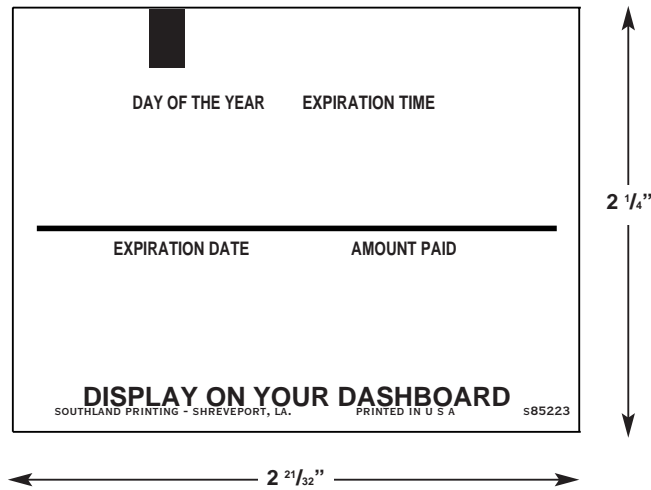 DAY OF THE YEAR EXPIRATION TIME
2 1/4”
EXPIRATION DATE AMOUNT PAID
DISPLAY ON YOUR DASHBOARD
SOUTHLAND PRINTING - SHREVEPORT, LA. PRINTED IN U S A S85223
2 21/32”